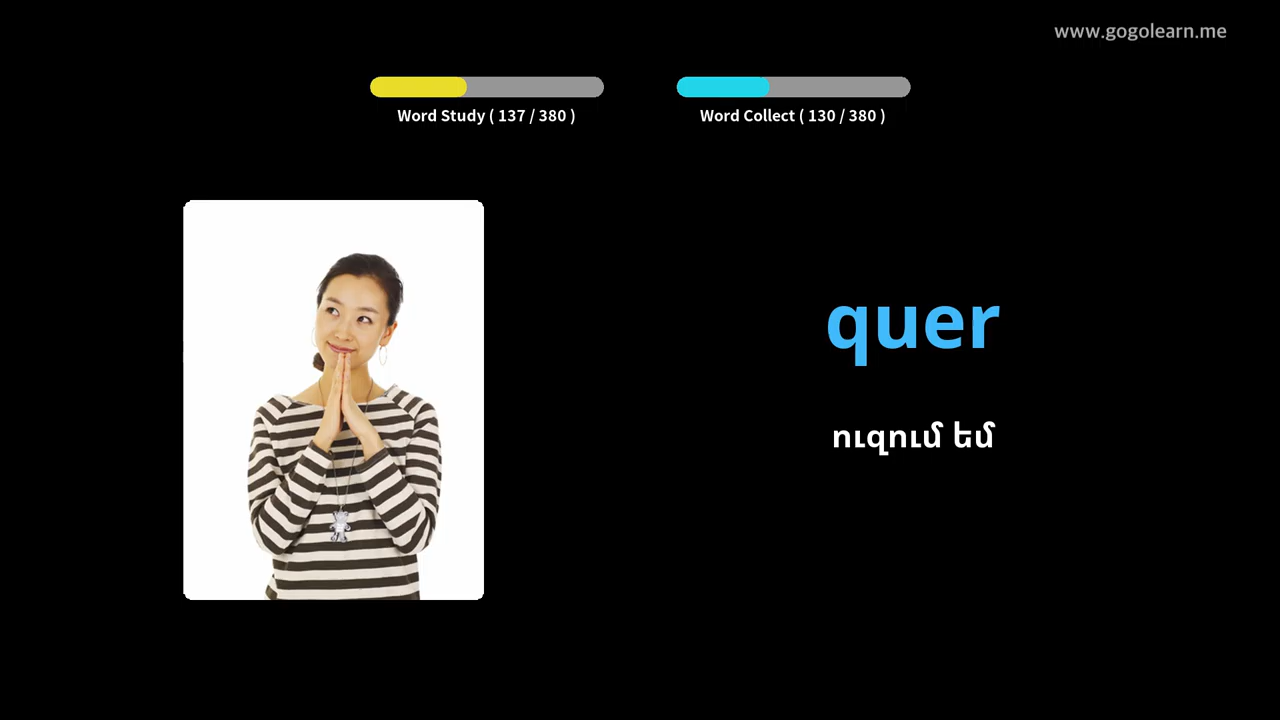 www.gogolearn.me
Word Study ( 137 / 380 )
Word Collect ( 130 / 380 )
quer
ուզում եմ